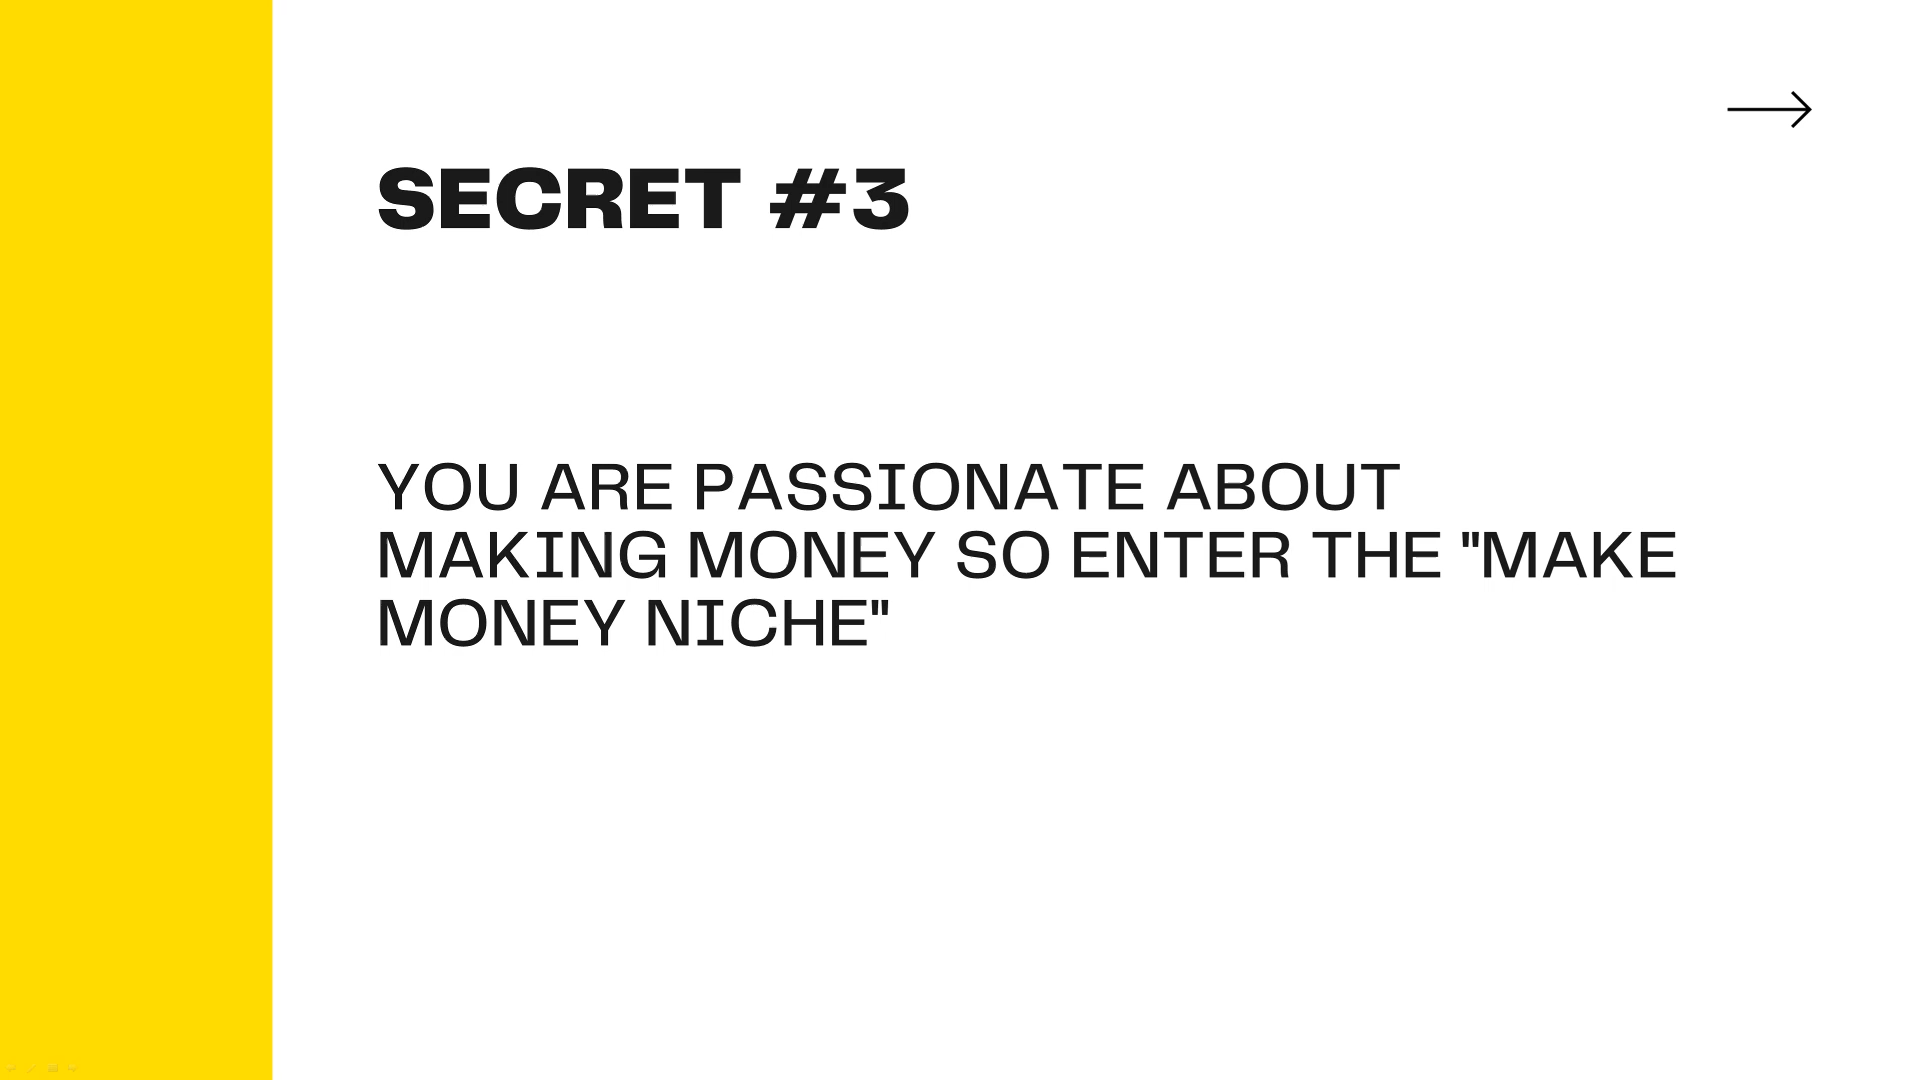 SECRET #3
YOU ARE PASSIONATE ABOUT
MAKING MONEY SO ENTER THE "MAKE
MONEY NICHE"